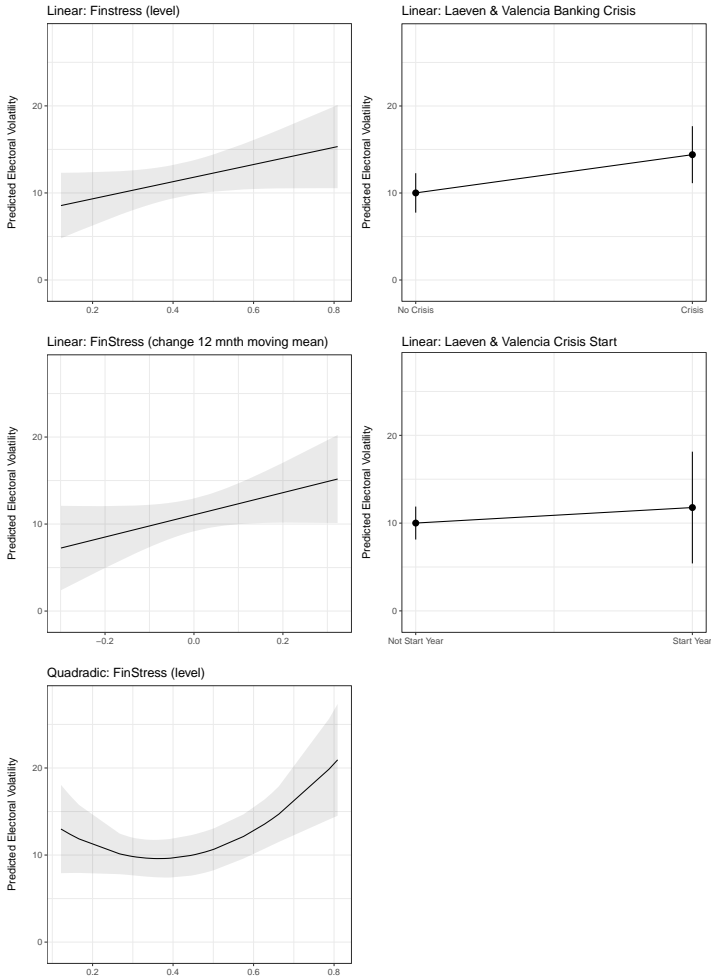 Linear: Finstress (level)
Predicted Electoral Volatility
20
10
0
0.2 0.4 0.6 0.8
Linear: Laeven & Valencia Banking Crisis
Predicted Electoral Volatility
20
10
0
No Crisis Crisis
Linear: FinStress (change 12 mnth moving mean)
Predicted Electoral Volatility
20
10
0
−0.2 0.0 0.2
Linear: Laeven & Valencia Crisis Start
Predicted Electoral Volatility
20
10
0
Not Start Year Start Year
Quadradic: FinStress (level)
Predicted Electoral Volatility
20
10
0
0.2 0.4 0.6 0.8